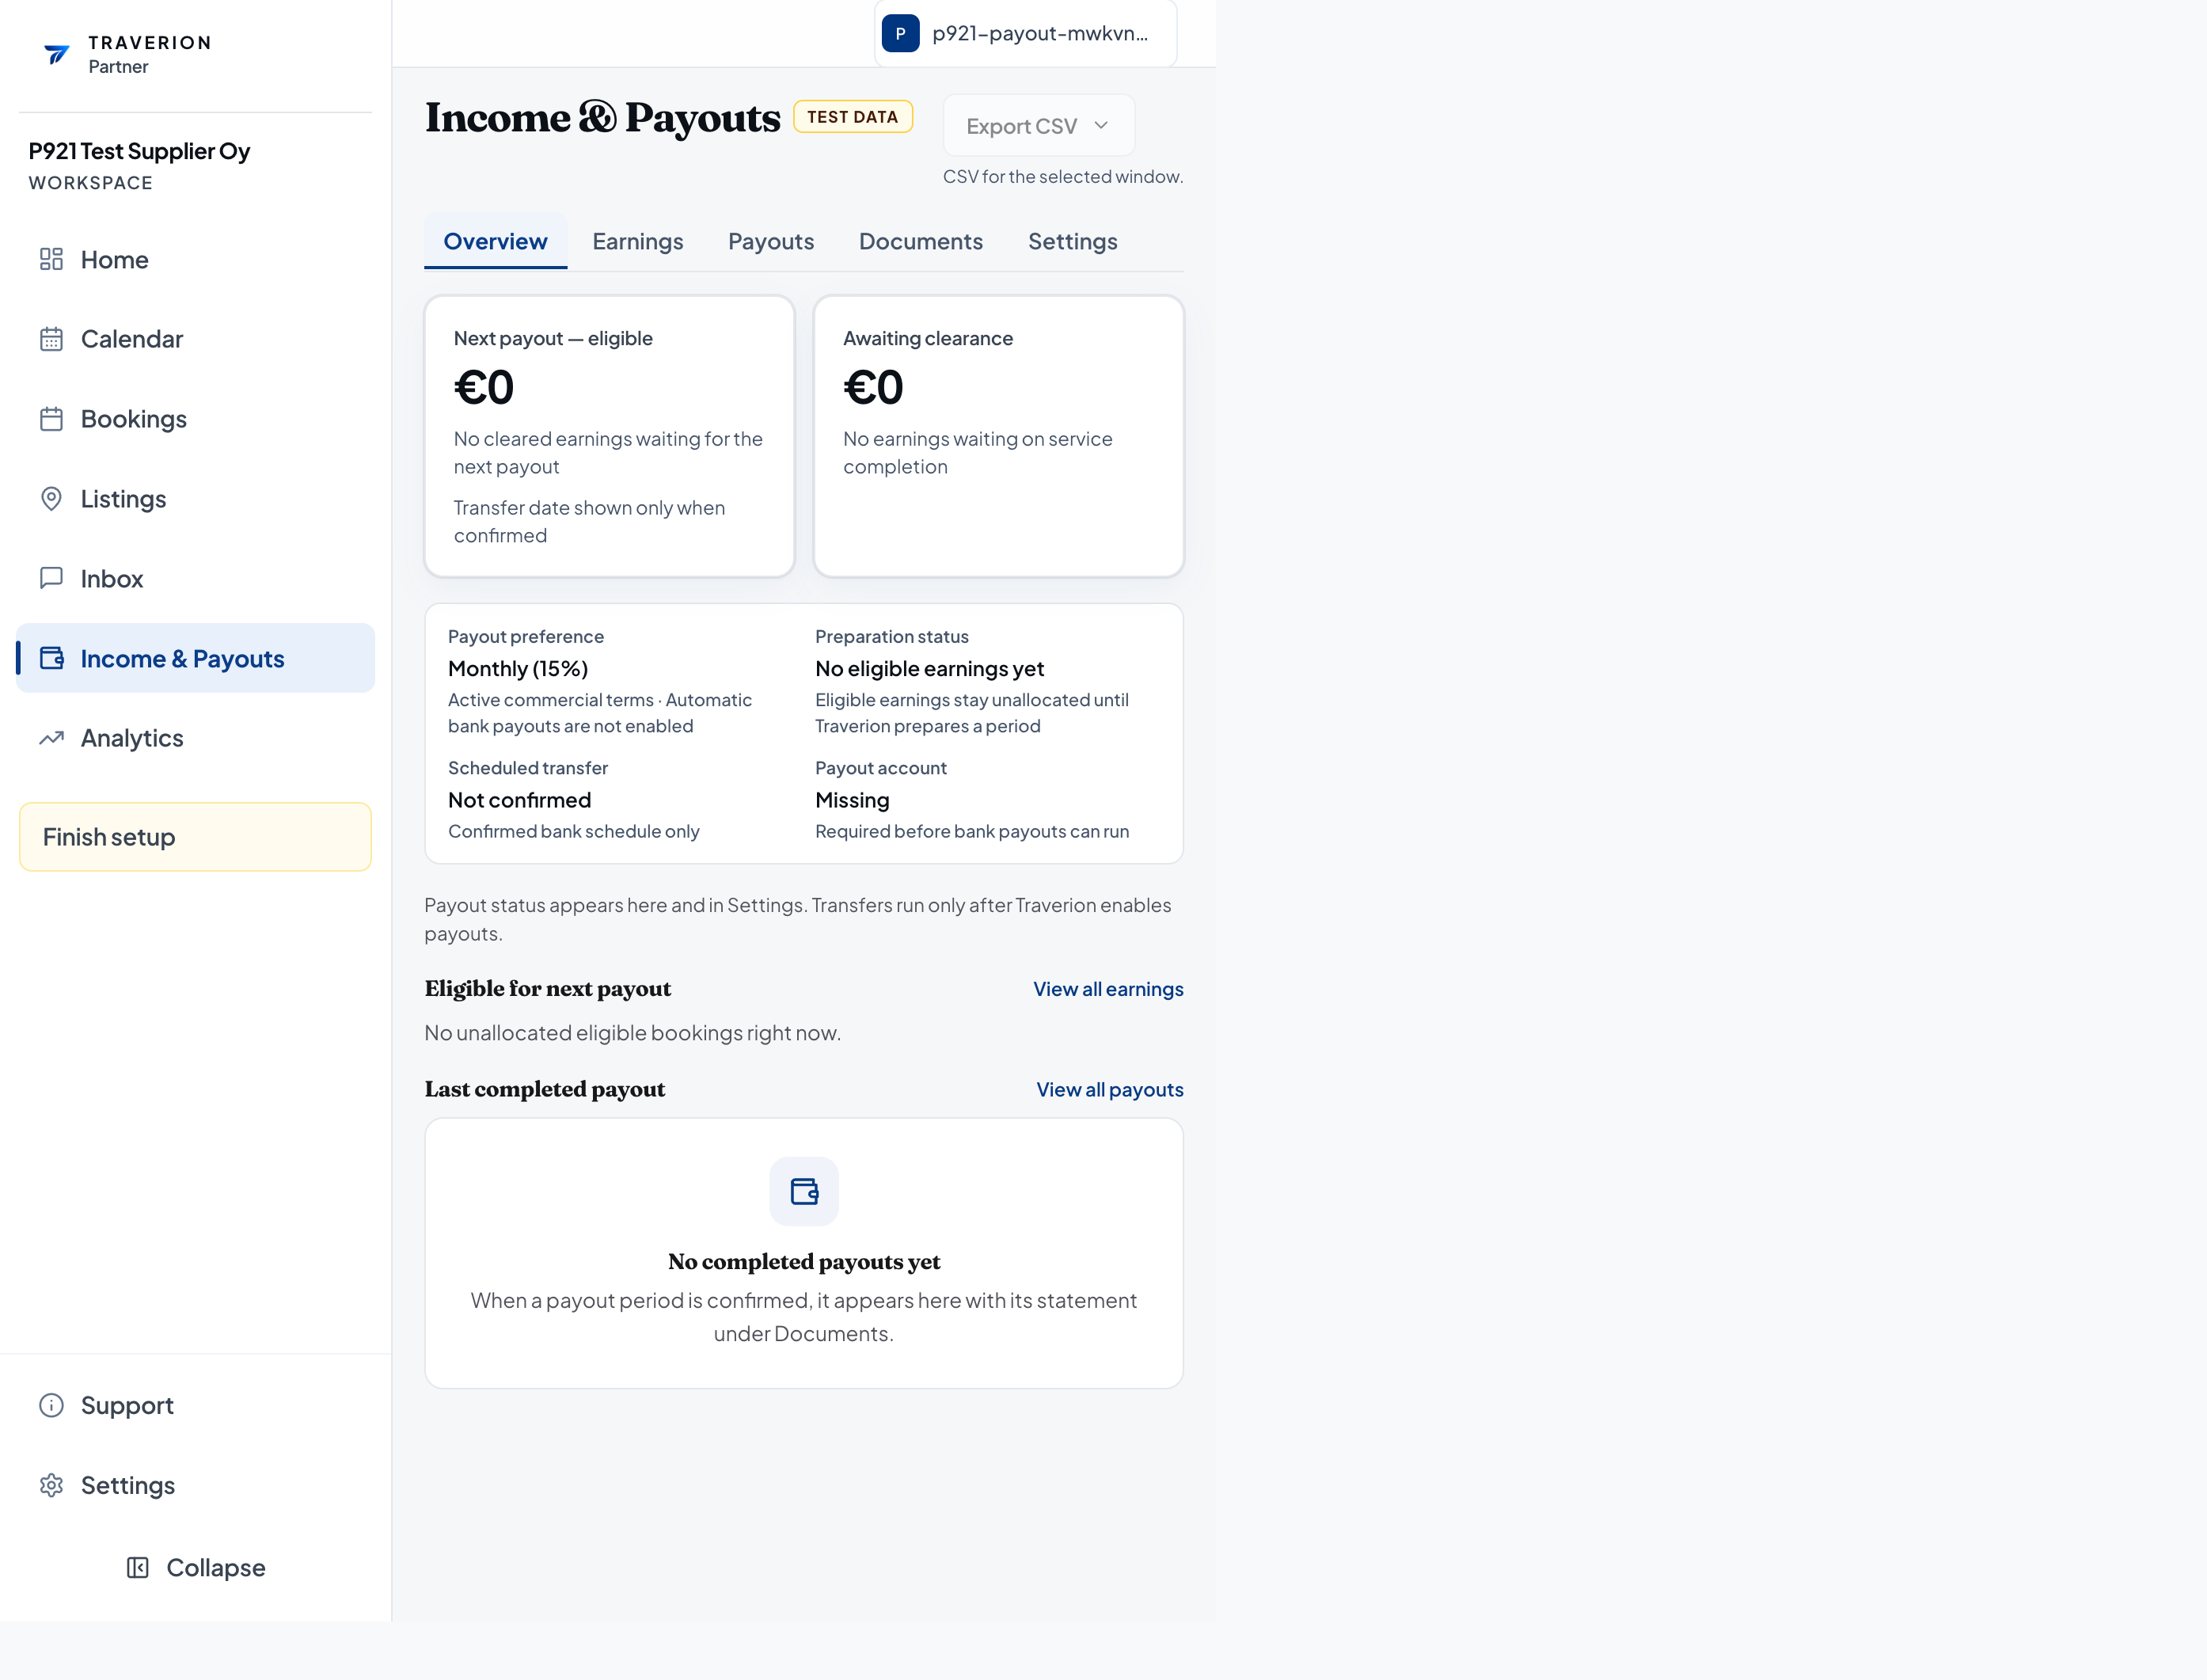 TRAVERION
Partner
P921 Test Supplier Oy
WORKSPACE
Home
Calendar
Bookings
Listings
Inbox
Income & Payouts
Analytics
Finish setup
Support
Settings
Collapse
P
p921-payout-mwkvn…
Income & Payouts
TEST DATA
Export CSV
CSV for the selected window.
Overview
Earnings
Payouts
Documents
Settings
Next payout — eligible
€0
No cleared earnings waiting for the
next payout
Transfer date shown only when
confirmed
Awaiting clearance
€0
No earnings waiting on service
completion
Payout preference
Monthly (15%)
Active commercial terms · Automatic
bank payouts are not enabled
Preparation status
No eligible earnings yet
Eligible earnings stay unallocated until
Traverion prepares a period
Scheduled transfer
Not confirmed
Confirmed bank schedule only
Payout account
Missing
Required before bank payouts can run
Payout status appears here and in Settings. Transfers run only after Traverion enables
payouts.
Eligible for next payout
View all earnings
No unallocated eligible bookings right now.
Last completed payout
View all payouts
No completed payouts yet
When a payout period is confirmed, it appears here with its statement
under Documents.